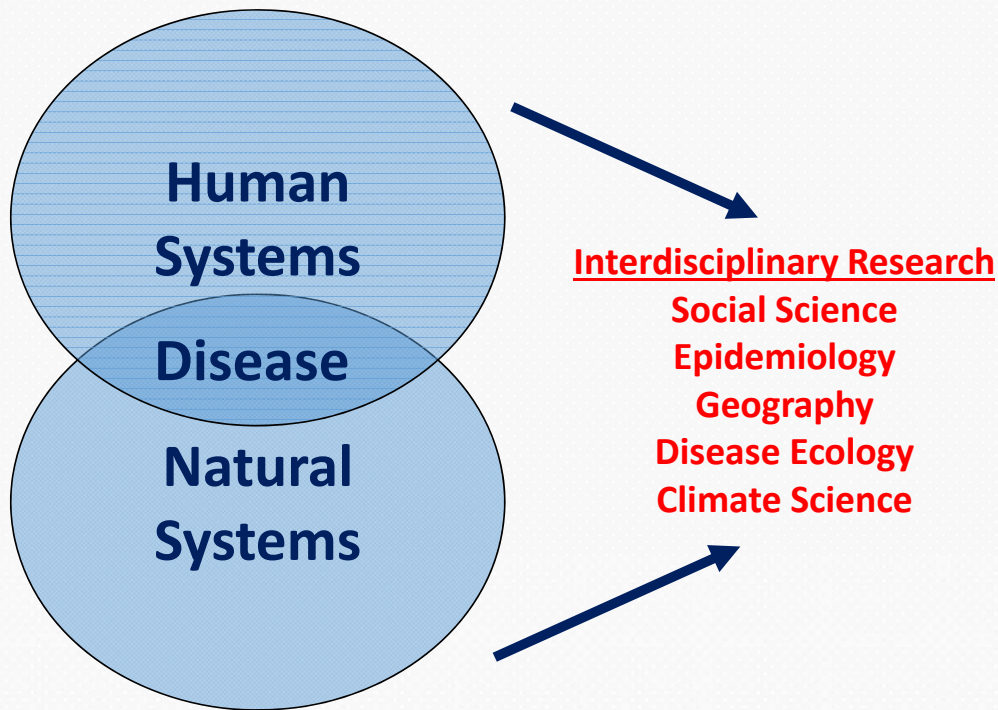 Human
Systems
Disease
Natural
Systems
Interdisciplinary Research
Social Science
Epidemiology
Geography
Disease Ecology
Climate Science